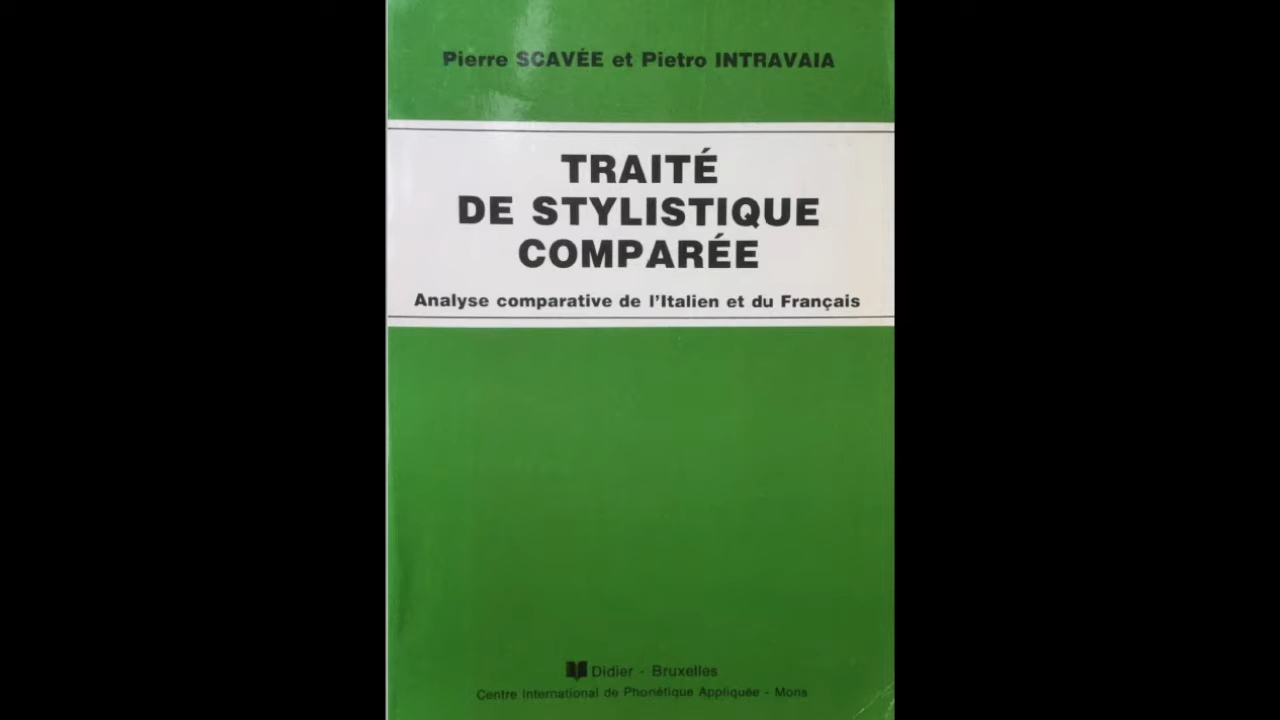 Pierre SCAVÉE et Pietro INTRAVAIA
TRAITÉ
DE STYLISTIQUE
COMPARÉE
Analyse comparative de l'Italien et du Français
Didier - Bruxelles
Centre International de Phonétique Appliquée - Mons